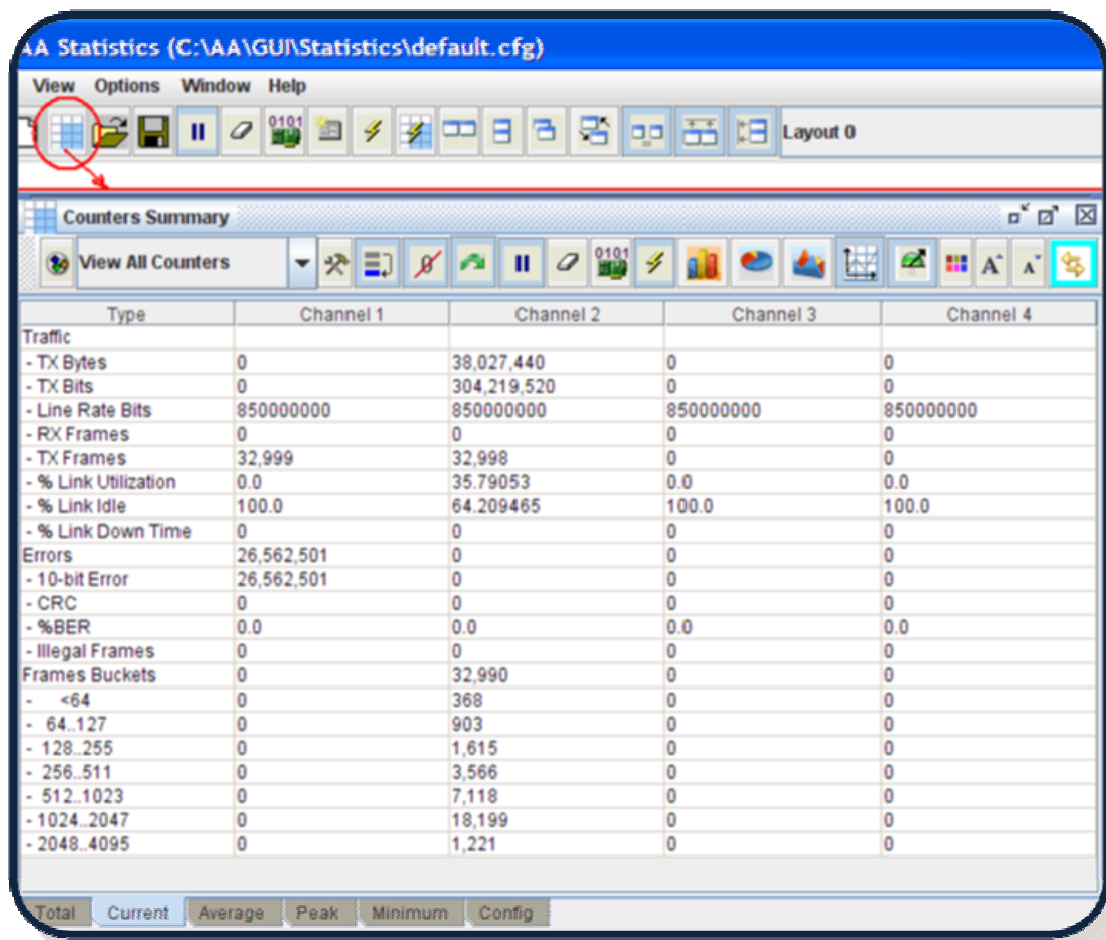 AA Statistics (C:\AA\GUI\Statistics\default.cfg)
View Options Window Help
0101 Layout 0
Counters Summary
View All Counters 0101 A A
Type Channel 1 Channel 2 Channel 3 Channel 4
Traffic
- TX Bytes 0 38,027,440 0 0
- TX Bits 0 304,219,520 0 0
- Line Rate Bits 850000000 850000000 850000000 850000000
- RX Frames 0 0 0 0
- TX Frames 32,999 32,998 0 0
- % Link Utilization 0.0 35.79053 0.0 0.0
- % Link Idle 100.0 64.209465 100.0 100.0
- % Link Down Time 0 0 0 0
Errors 26,562,501 0 0 0
- 10-bit Error 26,562,501 0 0 0
- CRC 0 0 0 0
- %BER 0.0 0.0 0.0 0.0
- Illegal Frames 0 0 0 0
Frames Buckets 0 32,990 0 0
- <64 0 368 0 0
- 64..127 0 903 0 0
- 128..255 0 1,615 0 0
- 256..511 0 3,566 0 0
- 512..1023 0 7,118 0 0
- 1024..2047 0 18,199 0 0
- 2048..4095 0 1,221 0 0
Total Current Average Peak Minimum Config